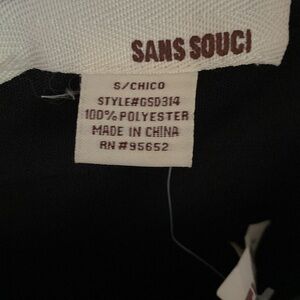 SANS SOUCI
S/CHICO
STYLE#GSD314
100% POLYESTER
MADE IN CHINA
RN #95652